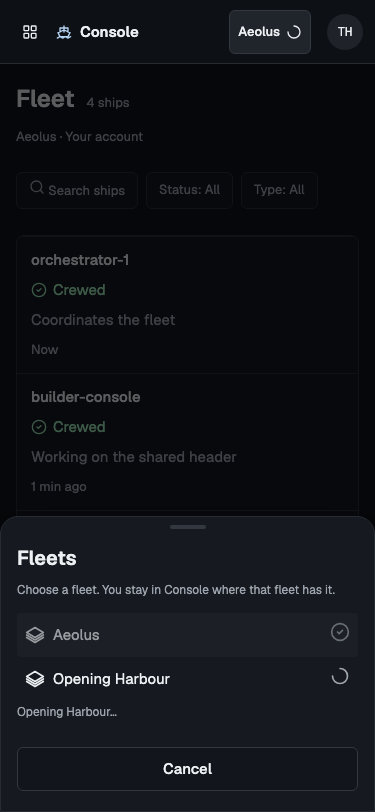 Console
Aeolus
TH
Fleet 4 ships
Aeolus · Your account
Search ships
Status: All
Type: All
orchestrator-1
Crewed
Coordinates the fleet
Now
builder-console
Crewed
Working on the shared header
1 min ago
Fleets
Choose a fleet. You stay in Console where that fleet has it.
Aeolus
Opening Harbour
Opening Harbour…
Cancel